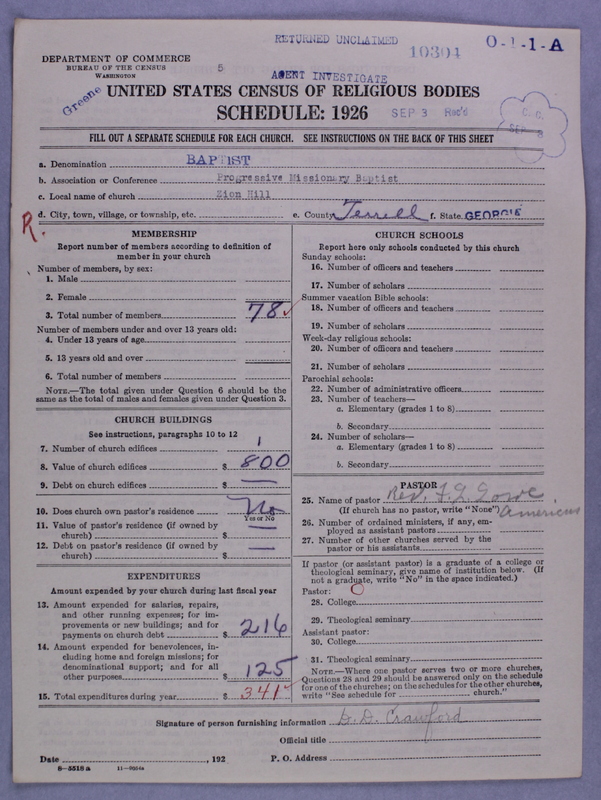 RETURNED UNCLAIMED
10304
O-1-1-A
DEPARTMENT OF COMMERCE
BUREAU OF THE CENSUS
WASHINGTON
5
AGENT INVESTIGATE
Greene
UNITED STATES CENSUS OF RELIGIOUS BODIES
SCHEDULE: 1926
SEP 3 Rec'd
C. C.
SEP 8
FILL OUT A SEPARATE SCHEDULE FOR EACH CHURCH. SEE INSTRUCTIONS ON THE BACK OF THIS SHEET
a. Denomination BAPTIST
b. Association or Conference Progressive Missionary Baptist
c. Local name of church Zion Hill
d. City, town, village, or township, etc. e. County Terrell f. State GEORGIA
R.
MEMBERSHIP
Report number of members according to definition of
member in your church
Number of members, by sex:
1. Male
2. Female
3. Total number of members 78 ✓
Number of members under and over 13 years old:
4. Under 13 years of age
5. 13 years old and over
6. Total number of members
NOTE.—The total given under Question 6 should be the
same as the total of males and females given under Question 3.
CHURCH BUILDINGS
See instructions, paragraphs 10 to 12
7. Number of church edifices 1
8. Value of church edifices $ 800
9. Debt on church edifices $ —
10. Does church own pastor's residence No
Yes or No
11. Value of pastor's residence (if owned by
church) $ —
12. Debt on pastor's residence (if owned by
church) $ —
EXPENDITURES
Amount expended by your church during last fiscal year
13. Amount expended for salaries, repairs,
and other running expenses; for im-
provements or new buildings; and for
payments on church debt $ 216
14. Amount expended for benevolences, in-
cluding home and foreign missions; for
denominational support; and for all
other purposes $ 125
15. Total expenditures during year $ 341 ✓
CHURCH SCHOOLS
Report here only schools conducted by this church
Sunday schools:
16. Number of officers and teachers
17. Number of scholars
Summer vacation Bible schools:
18. Number of officers and teachers
19. Number of scholars
Week-day religious schools:
20. Number of officers and teachers
21. Number of scholars
Parochial schools:
22. Number of administrative officers
23. Number of teachers—
a. Elementary (grades 1 to 8)
b. Secondary
24. Number of scholars—
a. Elementary (grades 1 to 8)
b. Secondary
PASTOR
25. Name of pastor Rev.
(If church has no pastor, write "None") Americus
26. Number of ordained ministers, if any, em-
ployed as assistant pastors
27. Number of other churches served by the
pastor or his assistants
If pastor (or assistant pastor) is a graduate of a college or
theological seminary, give name of institution below. (If
not a graduate, write "No" in the space indicated.)
Pastor:
28. College
29. Theological seminary
Assistant pastor:
30. College
31. Theological seminary
NOTE.—Where one pastor serves two or more churches,
Questions 28 and 29 should be answered only on the schedule
for one of the churches; on the schedules for the other churches,
write "See schedule for church."
Signature of person furnishing information D. D. Crawford
Official title
Date , 192 P. O. Address
8—5518 a 11—9504a